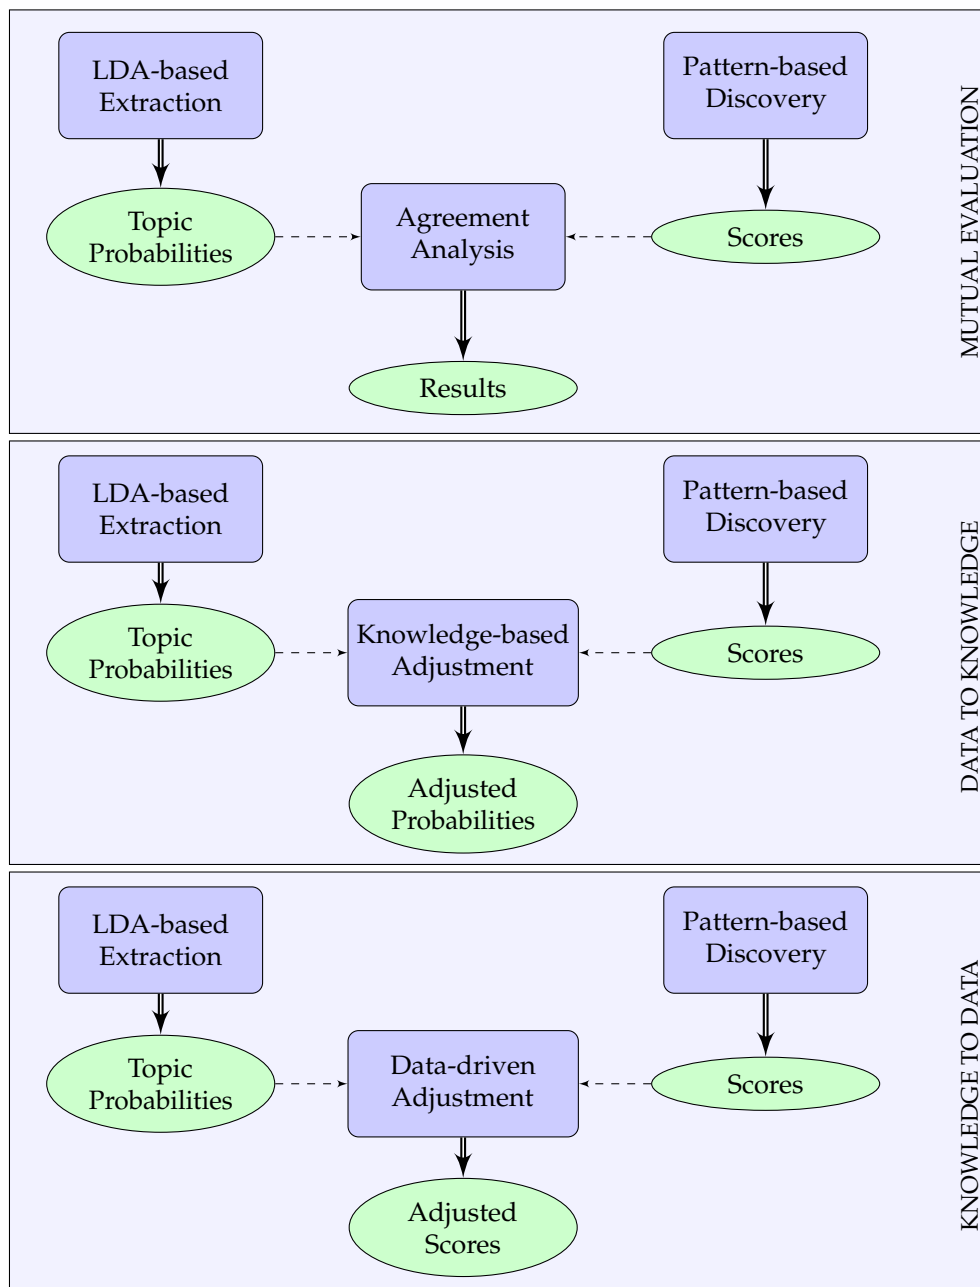 LDA-based
Extraction
Pattern-based
Discovery
Topic
Probabilities
Agreement
Analysis
Scores
Results
MUTUAL EVALUATION
LDA-based
Extraction
Pattern-based
Discovery
Topic
Probabilities
Knowledge-based
Adjustment
Scores
Adjusted
Probabilities
DATA TO KNOWLEDGE
LDA-based
Extraction
Pattern-based
Discovery
Topic
Probabilities
Data-driven
Adjustment
Scores
Adjusted
Scores
KNOWLEDGE TO DATA